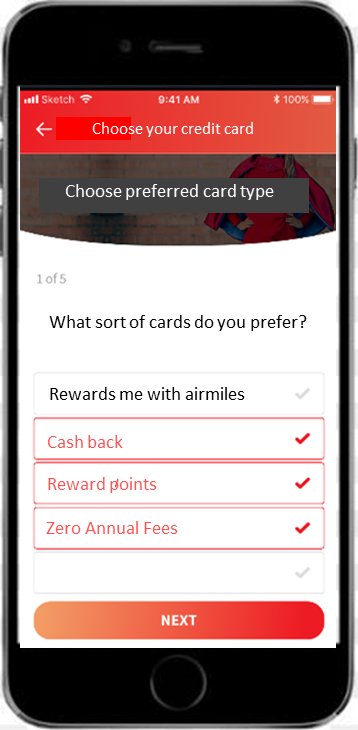 Sketch 9:41 AM 100%
Choose your credit card
Choose preferred card type
1 of 5
What sort of cards do you prefer?
Rewards me with airmiles
Cash back
Reward points
Zero Annual Fees
NEXT